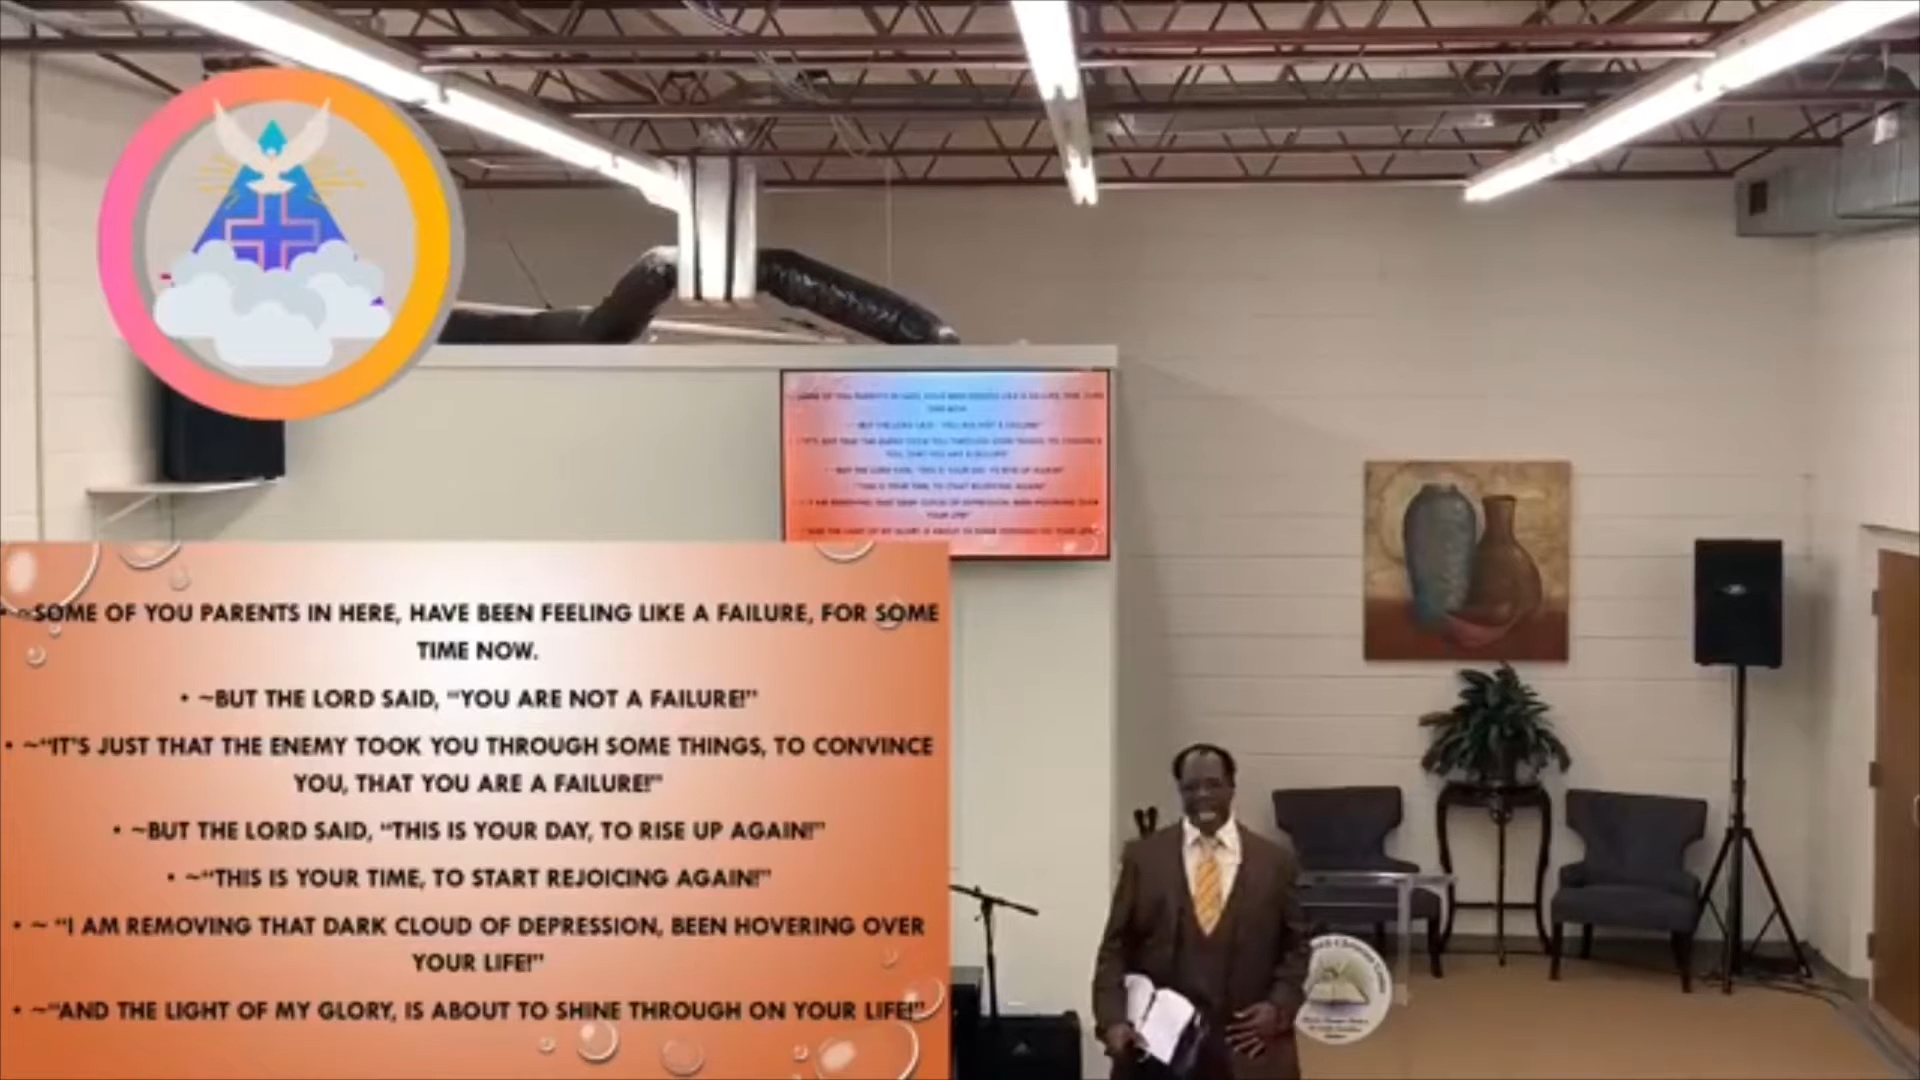 • ~SOME OF YOU PARENTS IN HERE, HAVE BEEN FEELING LIKE A FAILURE, FOR SOME
TIME NOW.
• ~BUT THE LORD SAID, “YOU ARE NOT A FAILURE!”
• ~“IT'S JUST THAT THE ENEMY TOOK YOU THROUGH SOME THINGS, TO CONVINCE
YOU, THAT YOU ARE A FAILURE!”
• ~BUT THE LORD SAID, “THIS IS YOUR DAY, TO RISE UP AGAIN!”
• ~“THIS IS YOUR TIME, TO START REJOICING AGAIN!”
• ~ “I AM REMOVING THAT DARK CLOUD OF DEPRESSION, BEEN HOVERING OVER
YOUR LIFE!”
• ~“AND THE LIGHT OF MY GLORY, IS ABOUT TO SHINE THROUGH ON YOUR LIFE!”